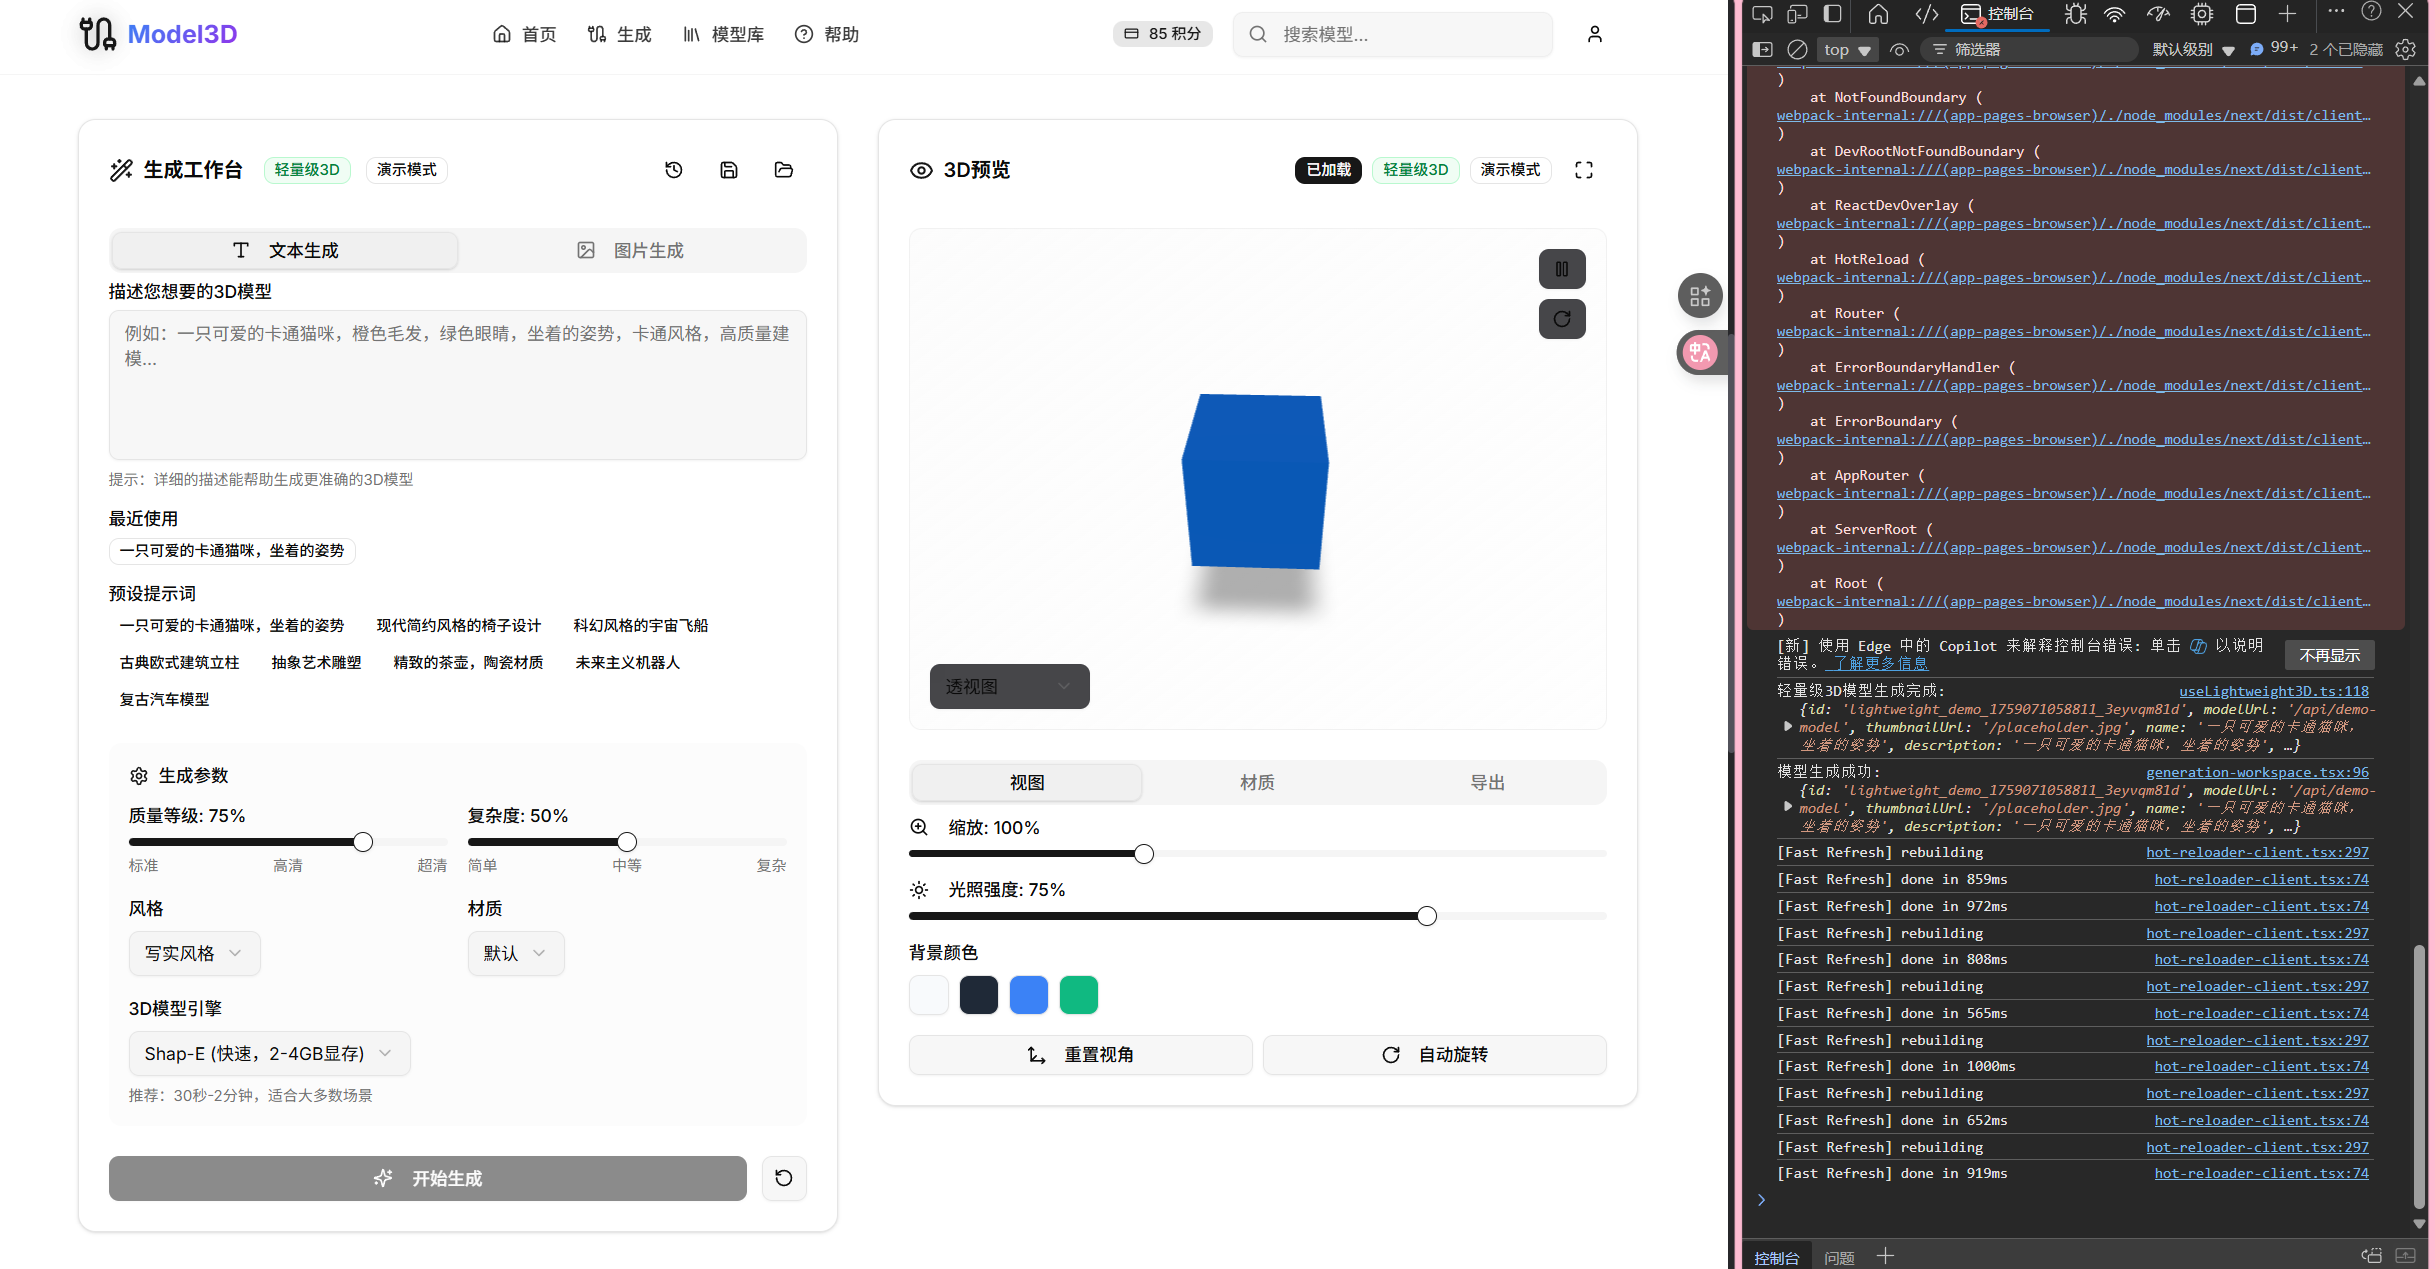 Model3D
首页
生成
模型库
帮助
85 积分
搜索模型...
生成工作台
轻量级3D
演示模式
文本生成
图片生成
描述您想要的3D模型
例如：一只可爱的卡通猫咪，橙色毛发，绿色眼睛，坐着的姿势，卡通风格，高质量建
模...
提示：详细的描述能帮助生成更准确的3D模型
最近使用
一只可爱的卡通猫咪，坐着的姿势
预设提示词
一只可爱的卡通猫咪，坐着的姿势
现代简约风格的椅子设计
科幻风格的宇宙飞船
古典欧式建筑立柱
抽象艺术雕塑
精致的茶壶，陶瓷材质
未来主义机器人
复古汽车模型
生成参数
质量等级: 75%
复杂度: 50%
标准
高清
超清
简单
中等
复杂
风格
材质
写实风格
默认
3D模型引擎
Shap-E (快速，2-4GB显存)
推荐：30秒-2分钟，适合大多数场景
开始生成
3D预览
已加载
轻量级3D
演示模式
透视图
视图
材质
导出
缩放: 100%
光照强度: 75%
背景颜色
重置视角
自动旋转
中A
控制台
top
筛选器
默认级别
99+
2 个已隐藏
)
at NotFoundBoundary (
webpack-internal:///(app-pages-browser)/./node_modules/next/dist/client…
)
at DevRootNotFoundBoundary (
webpack-internal:///(app-pages-browser)/./node_modules/next/dist/client…
)
at ReactDevOverlay (
webpack-internal:///(app-pages-browser)/./node_modules/next/dist/client…
)
at HotReload (
webpack-internal:///(app-pages-browser)/./node_modules/next/dist/client…
)
at Router (
webpack-internal:///(app-pages-browser)/./node_modules/next/dist/client…
)
at ErrorBoundaryHandler (
webpack-internal:///(app-pages-browser)/./node_modules/next/dist/client…
)
at ErrorBoundary (
webpack-internal:///(app-pages-browser)/./node_modules/next/dist/client…
)
at AppRouter (
webpack-internal:///(app-pages-browser)/./node_modules/next/dist/client…
)
at ServerRoot (
webpack-internal:///(app-pages-browser)/./node_modules/next/dist/client…
)
at Root (
webpack-internal:///(app-pages-browser)/./node_modules/next/dist/client…
)
[新] 使用 Edge 中的 Copilot 来解释控制台错误: 单击 以说明
错误。 了解更多信息
不再显示
轻量级3D模型生成完成: useLightweight3D.ts:118
{id: 'lightweight_demo_1759071058811_3eyvqm81d', modelUrl: '/api/demo-
model', thumbnailUrl: '/placeholder.jpg', name: '一只可爱的卡通猫咪，
坐着的姿势', description: '一只可爱的卡通猫咪，坐着的姿势', …}
模型生成成功: generation-workspace.tsx:96
{id: 'lightweight_demo_1759071058811_3eyvqm81d', modelUrl: '/api/demo-
model', thumbnailUrl: '/placeholder.jpg', name: '一只可爱的卡通猫咪，
坐着的姿势', description: '一只可爱的卡通猫咪，坐着的姿势', …}
[Fast Refresh] rebuilding hot-reloader-client.tsx:297
[Fast Refresh] done in 859ms hot-reloader-client.tsx:74
[Fast Refresh] done in 972ms hot-reloader-client.tsx:74
[Fast Refresh] rebuilding hot-reloader-client.tsx:297
[Fast Refresh] done in 808ms hot-reloader-client.tsx:74
[Fast Refresh] rebuilding hot-reloader-client.tsx:297
[Fast Refresh] done in 565ms hot-reloader-client.tsx:74
[Fast Refresh] rebuilding hot-reloader-client.tsx:297
[Fast Refresh] done in 1000ms hot-reloader-client.tsx:74
[Fast Refresh] rebuilding hot-reloader-client.tsx:297
[Fast Refresh] done in 652ms hot-reloader-client.tsx:74
[Fast Refresh] rebuilding hot-reloader-client.tsx:297
[Fast Refresh] done in 919ms hot-reloader-client.tsx:74
控制台
问题